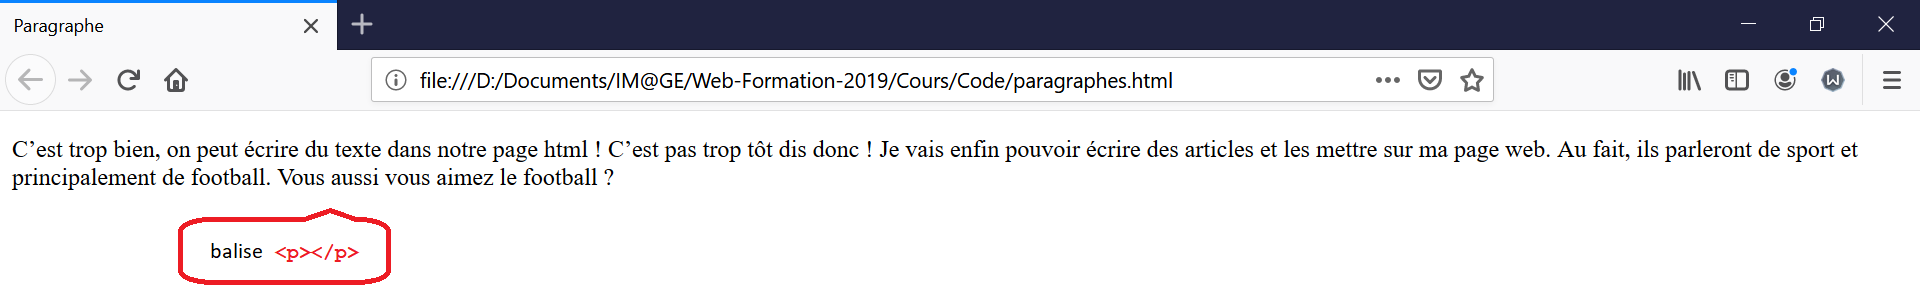 Paragraphe
file:///D:/Documents/IM@GE/Web-Formation-2019/Cours/Code/paragraphes.html
C’est trop bien, on peut écrire du texte dans notre page html ! C’est pas trop tôt dis donc ! Je vais enfin pouvoir écrire des articles et les mettre sur ma page web. Au fait, ils parleront de sport et
principalement de football. Vous aussi vous aimez le football ?
balise <p></p>